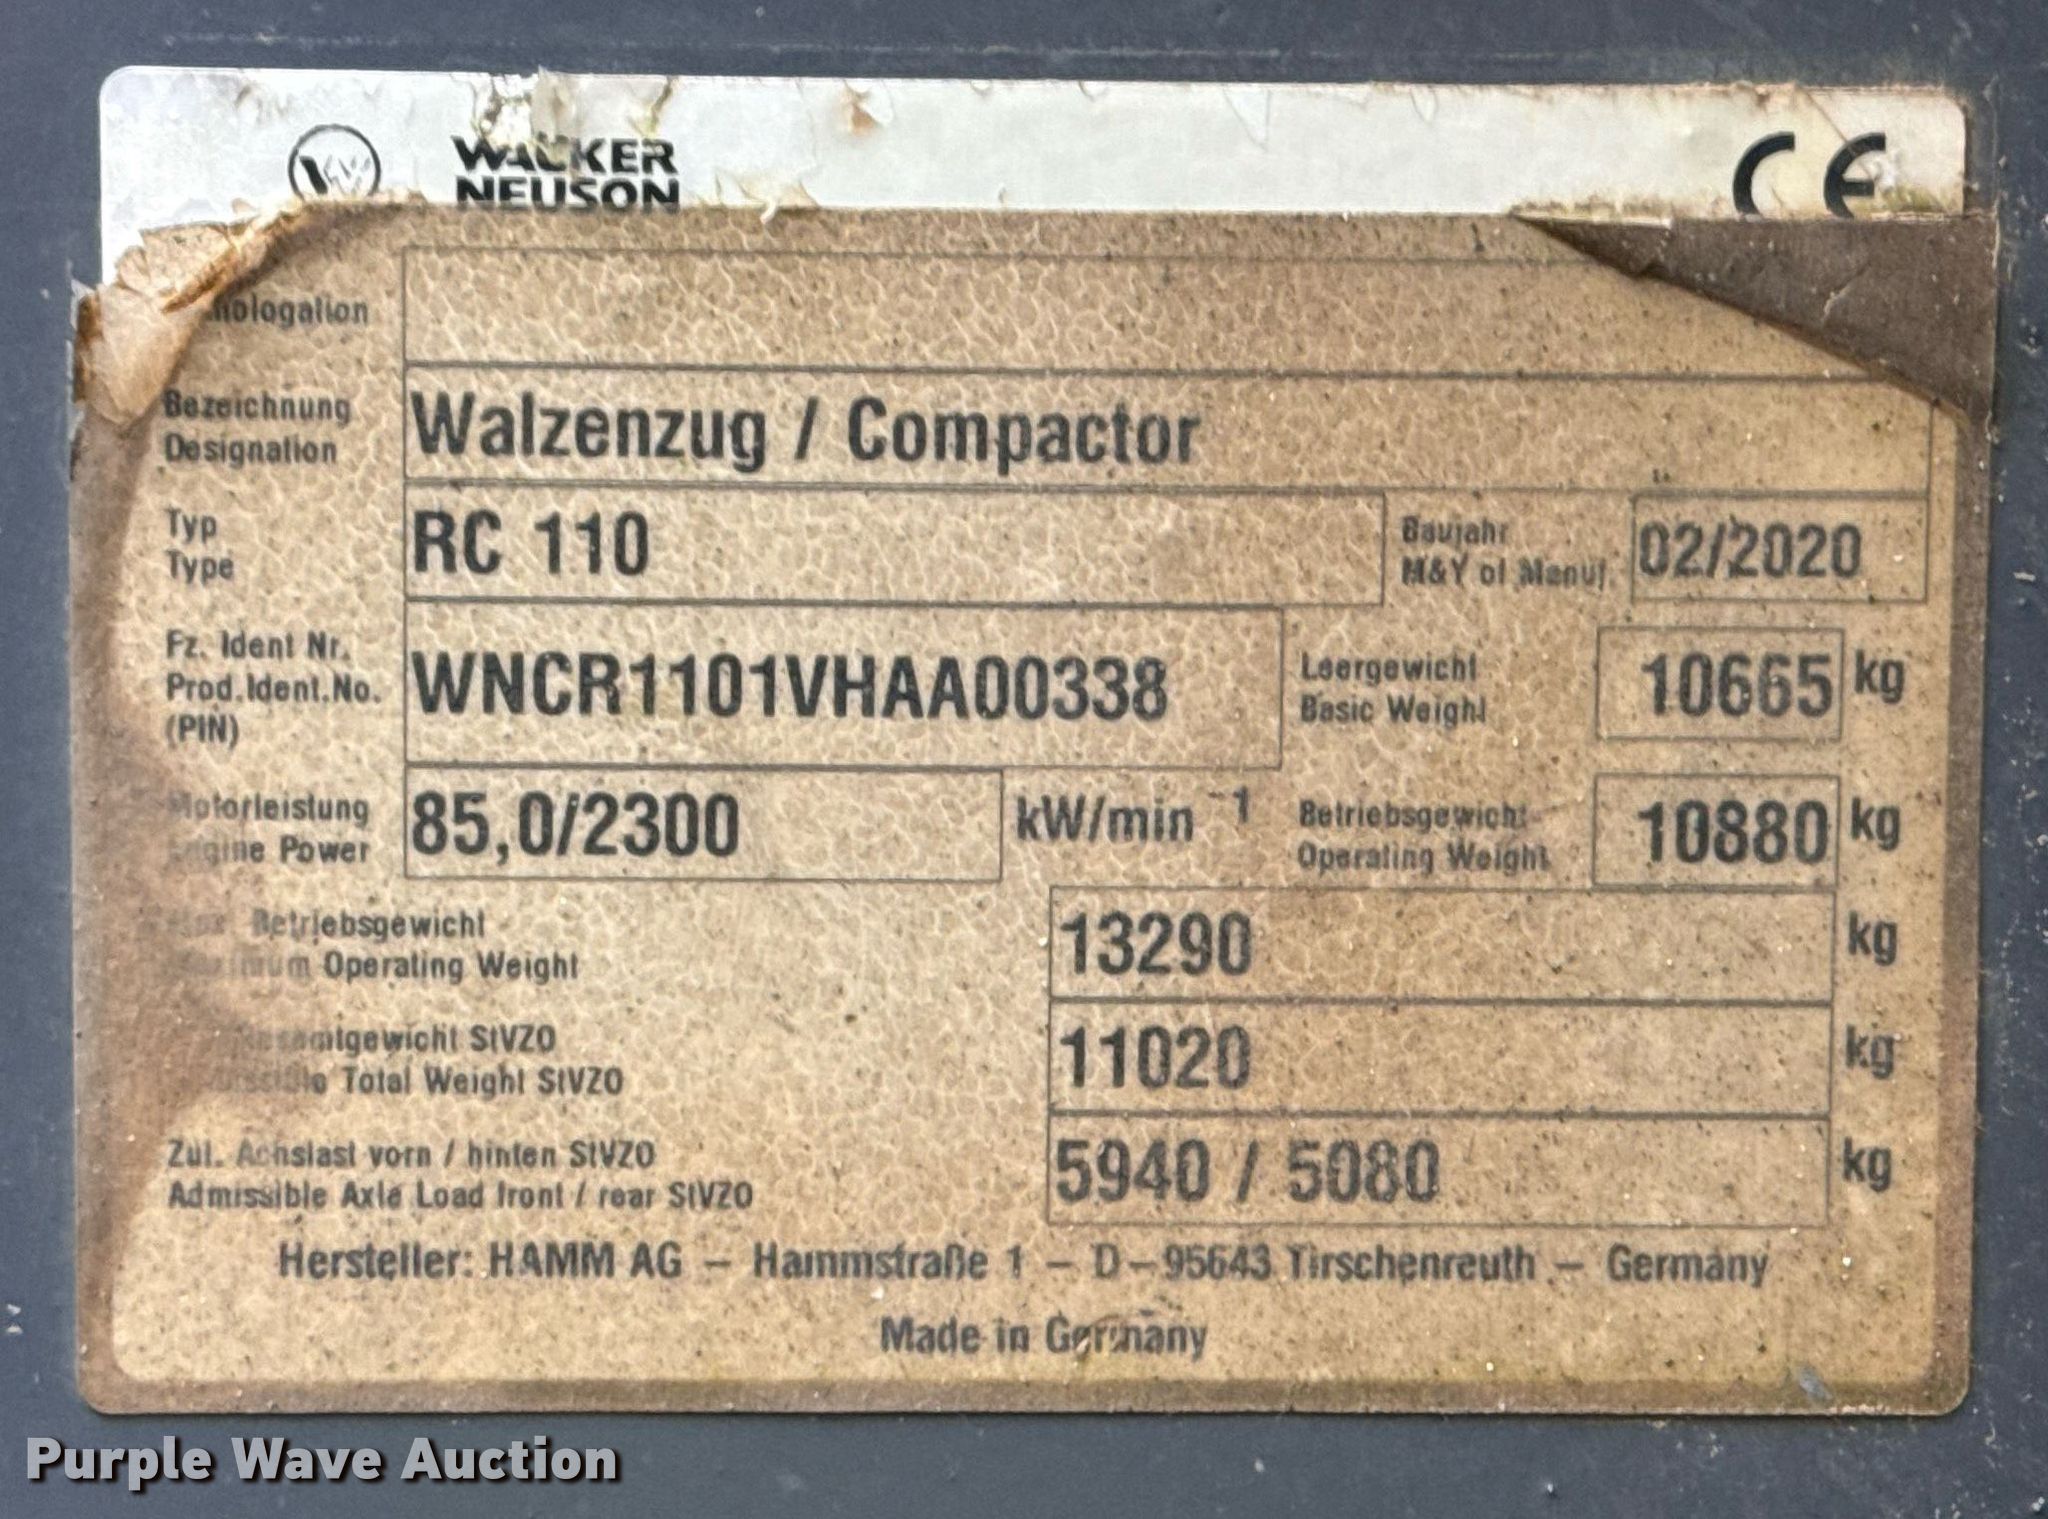 WACKER
NEUSON
CE
Bezeichnung
Designation
Walzenzug / Compactor
Typ
Type
RC 110
Baujahr
M&Y of Manuf.
02/2020
Fz. Ident Nr.
Prod.Ident.No.
(PIN)
WNCR1101VHAA00338
Leergewicht
Basic Weight
10665 kg
Motorleistung
Engine Power
85,0/2300 kW/min⁻¹
Betriebsgewicht
Operating Weight
10880 kg
Betriebsgewicht
Operating Weight
13290 kg
StVZO
Total Weight StVZO
11020 kg
Zul. Achslast vorn / hinten StVZO
Admissible Axle Load front / rear StVZO
5940 / 5080 kg
Hersteller: HAMM AG – Hammstraße 1 – D–95643 Tirschenreuth – Germany
Made in Germany
Purple Wave Auction